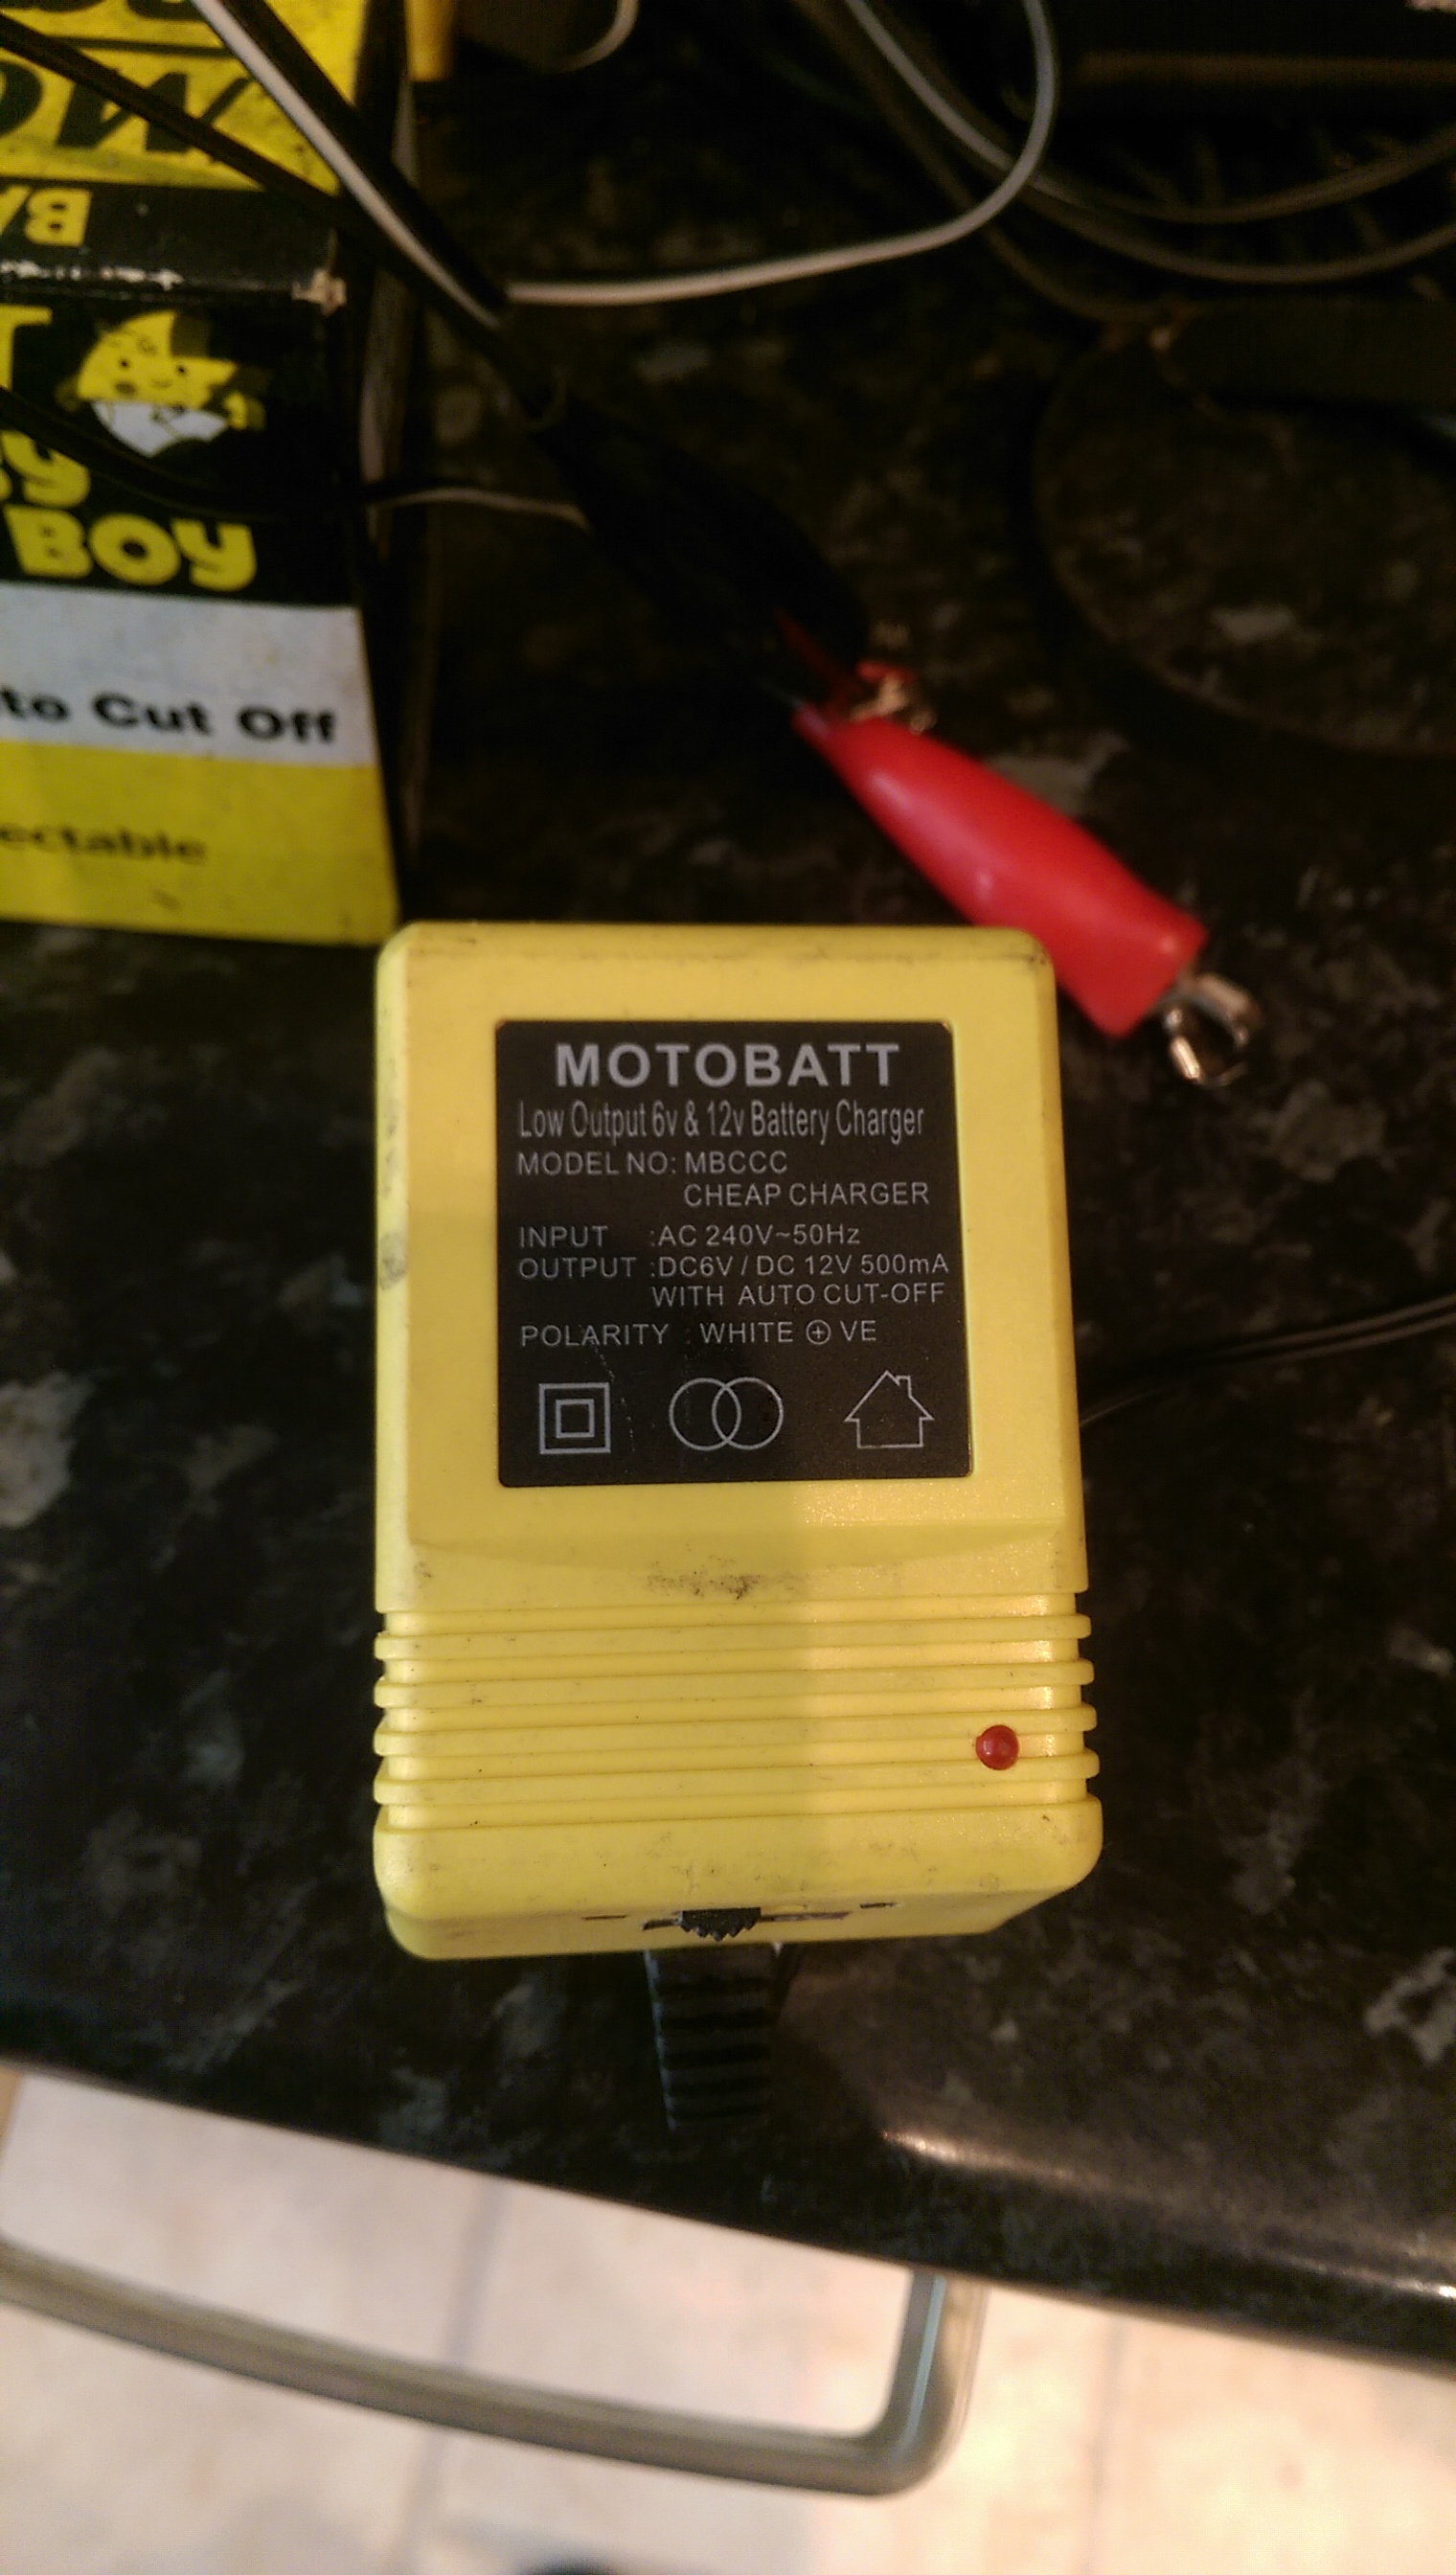 BOY
to Cut Off
MOTOBATT
Low Output 6v & 12v Battery Charger
MODEL NO: MBCCC
CHEAP CHARGER
INPUT :AC 240V~50Hz
OUTPUT :DC6V / DC 12V 500mA
WITH AUTO CUT-OFF
POLARITY : WHITE ⊕ VE